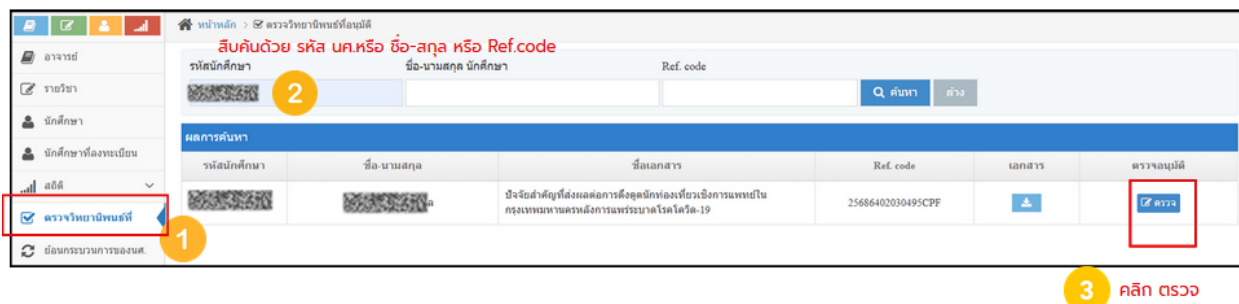 หน้าหลัก > ตรวจวิทยานิพนธ์ที่อนุมัติ
สืบค้นด้วย รหัส นศ.หรือ ชื่อ-สกุล หรือ Ref.code
รหัสนักศึกษา ชื่อ-นามสกุล นักศึกษา Ref. code
2
ค้นหา ล้าง
อาจารย์
รายวิชา
นักศึกษา
นักศึกษาที่ลงทะเบียน
สถิติ
ตรวจวิทยานิพนธ์ที่
1
ย้อนกระบวนการของนศ.
ผลการค้นหา
รหัสนักศึกษา ชื่อ-นามสกุล ชื่อเอกสาร Ref. code เอกสาร ตรวจอนุมัติ
ปัจจัยสำคัญที่ส่งผลต่อการดึงดูดนักท่องเที่ยวเชิงการแพทย์ใน
กรุงเทพมหานครหลังการแพร่ระบาดโรคโควิด-19
25686402030495CPF
ตรวจ
3 คลิก ตรวจ